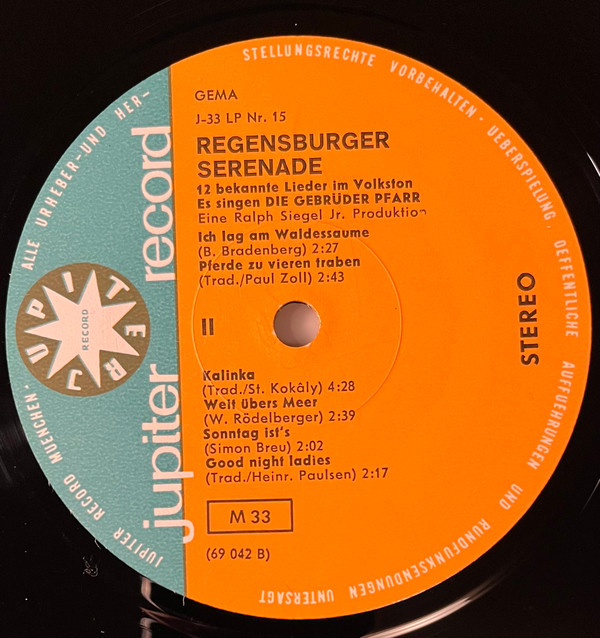 GEMA
J-33 LP Nr. 15
REGENSBURGER
SERENADE
12 bekannte Lieder im Volkston
Es singen DIE GEBRÜDER PFARR
Eine Ralph Siegel Jr. Produktion
Ich lag am Waldessaume
(B. Bradenberg) 2:27
Pferde zu vieren traben
(Trad./Paul Zoll) 2:43
II
STEREO
Kalinka
(Trad./St. Kokâly) 4:28
Weit übers Meer
(W. Rödelberger) 2:39
Sonntag ist's
(Simon Breu) 2:02
Good night ladies
(Trad./Heinr. Paulsen) 2:17
M 33
(69 042 B)
jupiter record
JUPITER
RECORD
JUPITER RECORD MUENCHEN · ALLE URHEBER-UND HER-
STELLUNGSRECHTE VORBEHALTEN · UEBERSPIELUNG, OEFFENTLICHE AUFFUEHRUNGEN UND RUNDFUNKSENDUNGEN UNTERSAGT